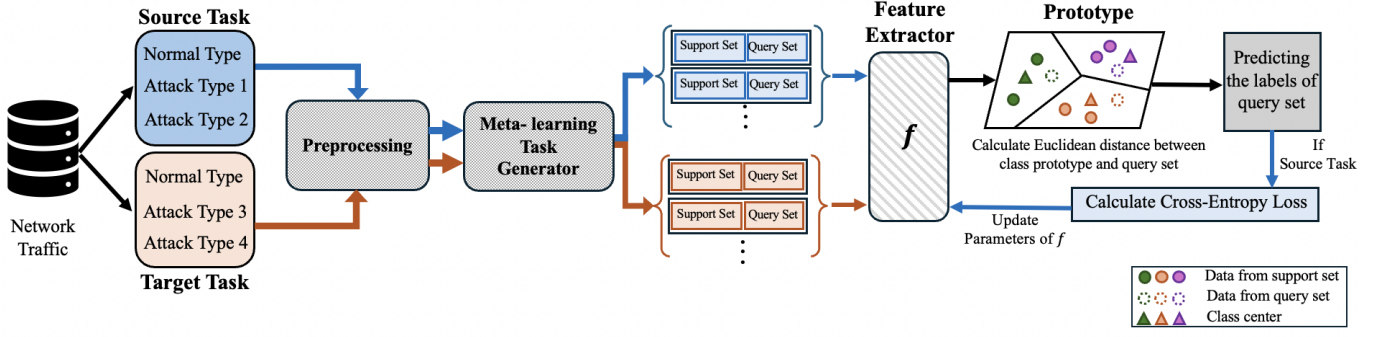 Network
Traffic
Source Task
Normal Type
Attack Type 1
Attack Type 2
Normal Type
Attack Type 3
Attack Type 4
Target Task
Preprocessing
Meta- learning
Task
Generator
Support Set
Query Set
Support Set
Query Set
Support Set
Query Set
Support Set
Query Set
Feature
Extractor
f
Prototype
Calculate Euclidean distance between
class prototype and query set
Predicting
the labels of
query set
If
Source Task
Calculate Cross-Entropy Loss
Update
Parameters of f
Data from support set
Data from query set
Class center